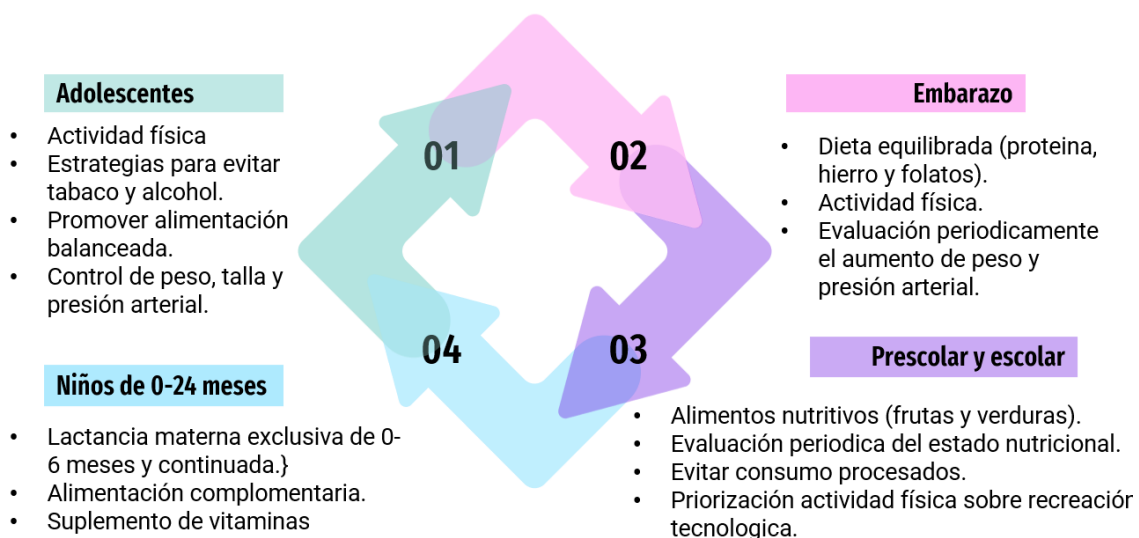 Adolescentes
• Actividad física
• Estrategias para evitar
tabaco y alcohol.
• Promover alimentación
balanceada.
• Control de peso, talla y
presión arterial.
01
02
Embarazo
• Dieta equilibrada (proteina,
hierro y folatos).
• Actividad física.
• Evaluación periodicamente
el aumento de peso y
presión arterial.
04
03
Niños de 0-24 meses
• Lactancia materna exclusiva de 0-
6 meses y continuada.}
• Alimentación complomentaria.
• Suplemento de vitaminas
Prescolar y escolar
• Alimentos nutritivos (frutas y verduras).
• Evaluación periodica del estado nutricional.
• Evitar consumo procesados.
• Priorización actividad física sobre recreación
tecnologica.